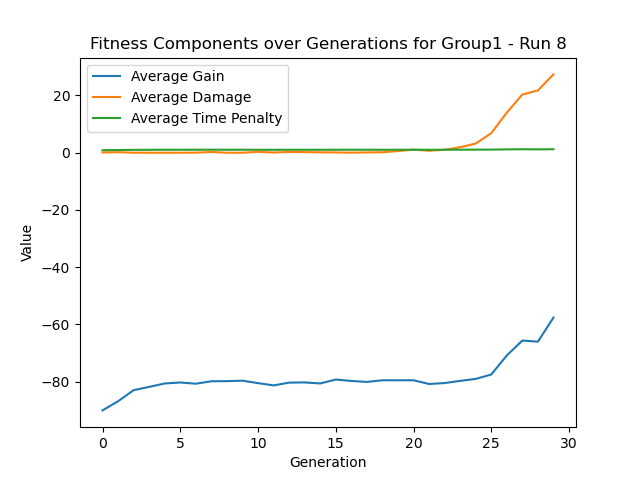 Fitness Components over Generations for Group1 - Run 8
Average Gain
Average Damage
Average Time Penalty
20
0
−20
−40
−60
−80
Value
0 5 10 15 20 25 30
Generation